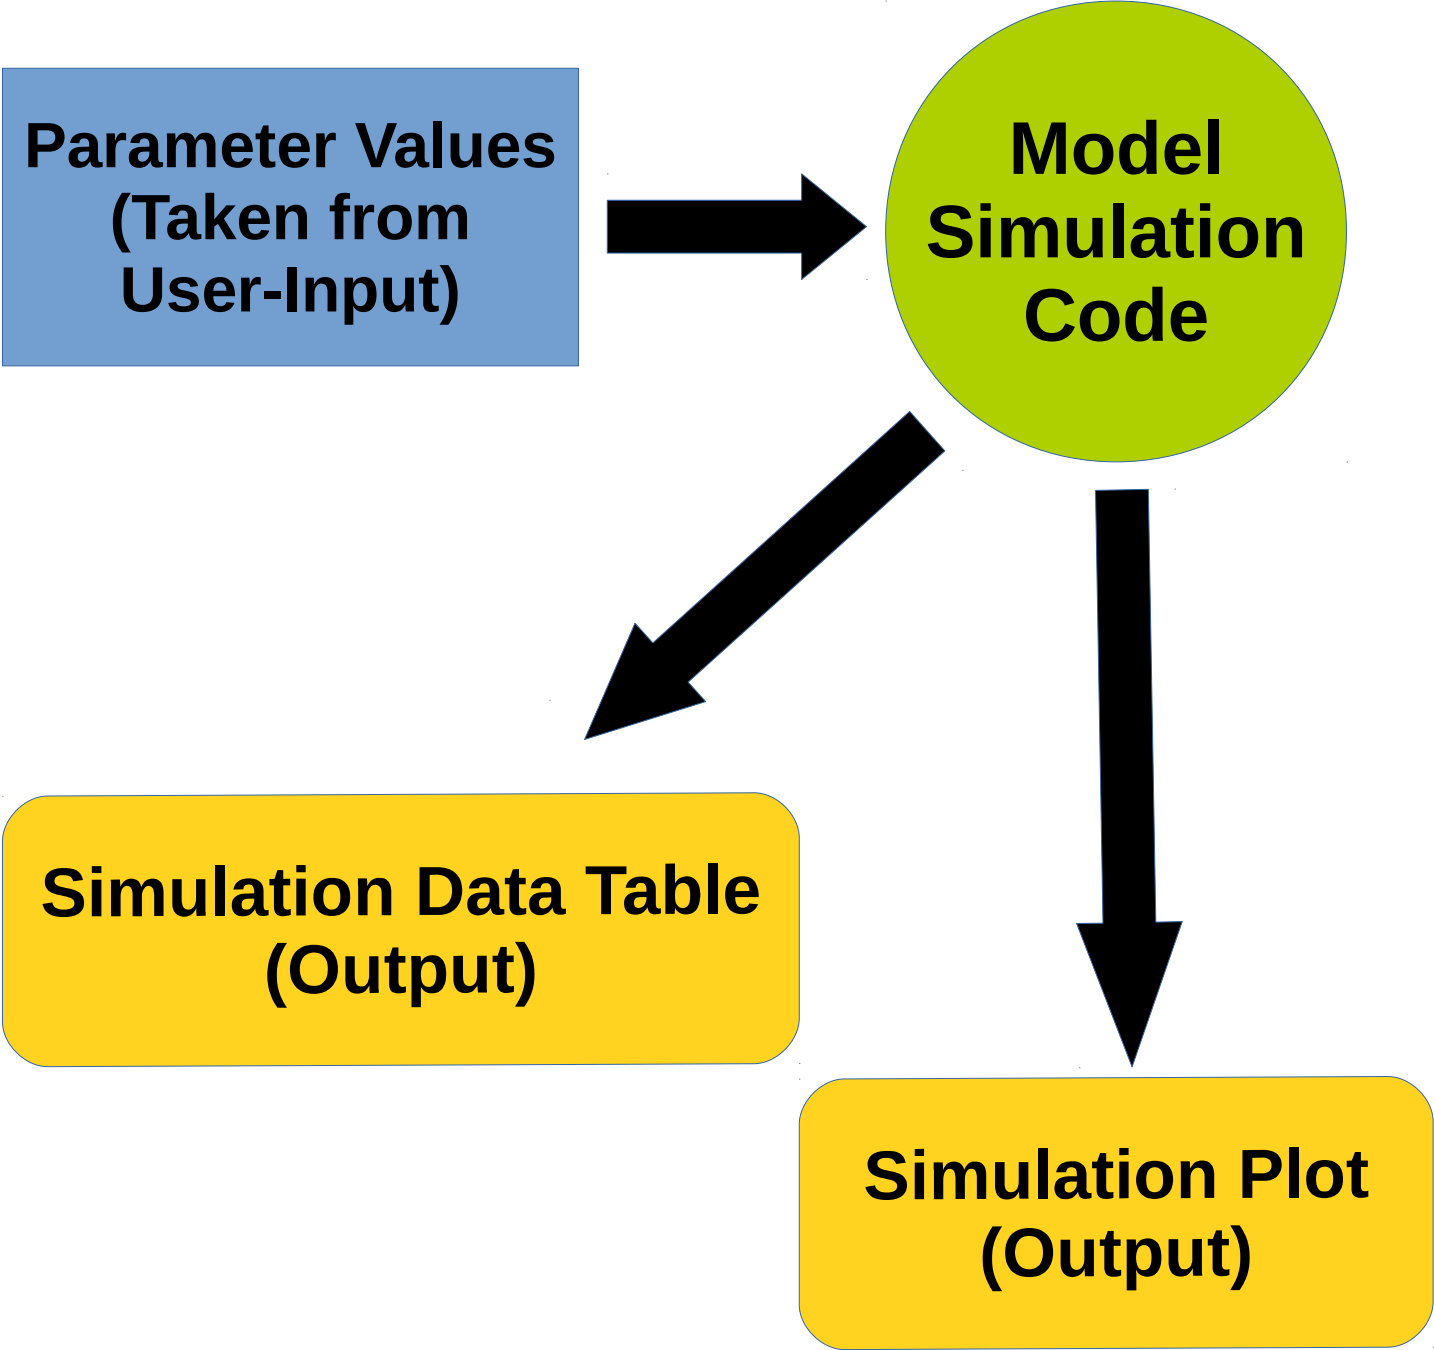 Parameter Values
(Taken from
User-Input)
Model
Simulation
Code
Simulation Data Table
(Output)
Simulation Plot
(Output)